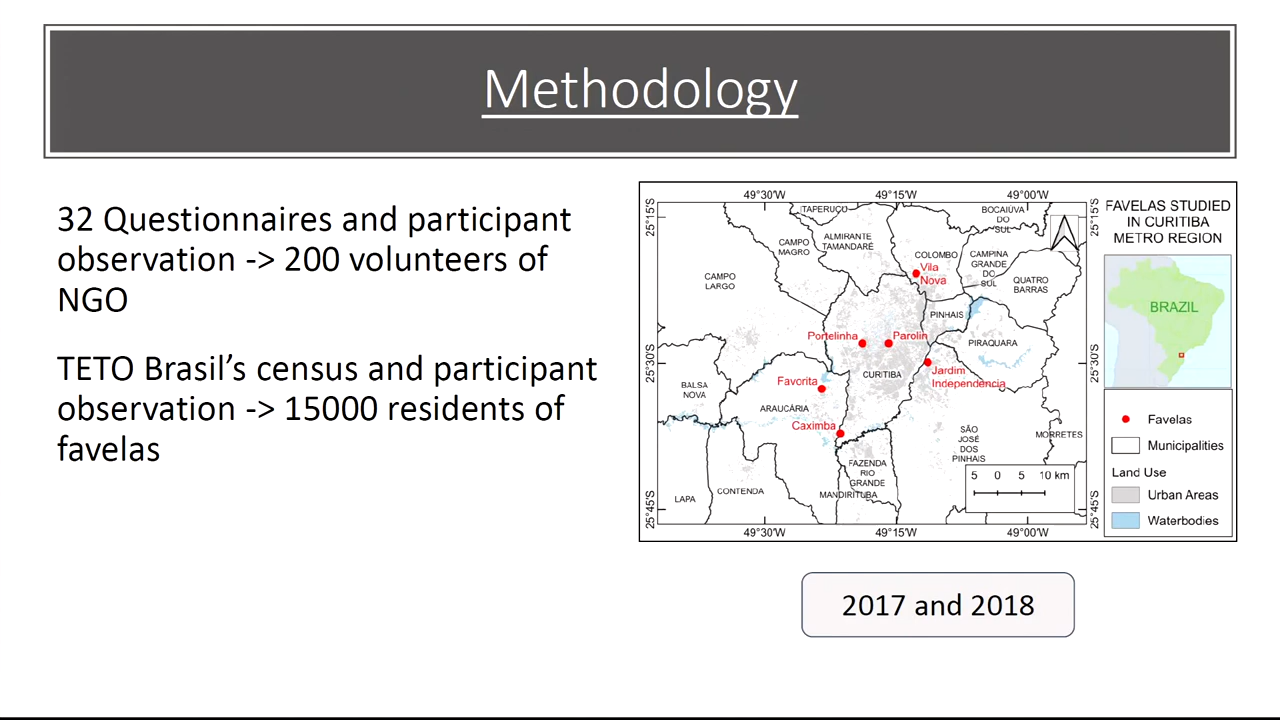 Methodology
32 Questionnaires and participant
observation -> 200 volunteers of
NGO
TETO Brasil’s census and participant
observation -> 15000 residents of
favelas
49°30'W 49°15'W 49°00'W
25°15'S
25°30'S
25°45'S
25°15'S
25°30'S
25°45'S
ITAPERUÇU
BOCAIÚVA
DO
SUL
ALMIRANTE
TAMANDARÉ
CAMPO
MAGRO
COLOMBO
CAMPINA
GRANDE
DO
SUL
Vila
Nova
CAMPO
LARGO
QUATRO
BARRAS
PINHAIS
Portelinha
Parolin
PIRAQUARA
CURITIBA
Jardim
Independência
Favorita
BALSA
NOVA
ARAUCÁRIA
Caximba
SÃO
JOSÉ
DOS
PINHAIS
MORRETES
FAZENDA
RIO
GRANDE
CONTENDA
MANDIRITUBA
LAPA
5 0 5 10 km
49°30'W 49°15'W 49°00'W
FAVELAS STUDIED
IN CURITIBA
METRO REGION
BRAZIL
Favelas
Municipalities
Land Use
Urban Areas
Waterbodies
2017 and 2018